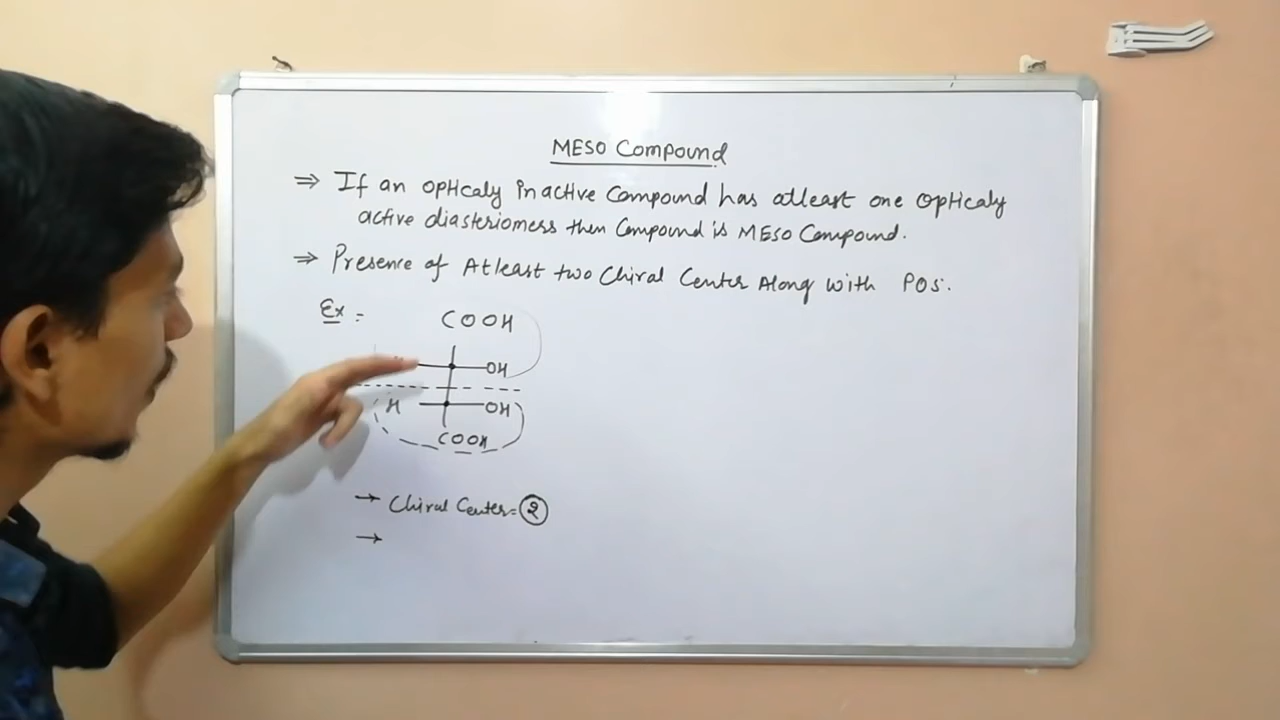 MESO Compound
⇒ If an opticaly inactive Compound has atleast one opticaly
active diasteriomess then Compound is MESO Compound.
⇒ Presence of Atleast two Chiral Center Along with POS.
Ex =
COOH
OH
H OH
COOH
→ Chiral Center = 2
→